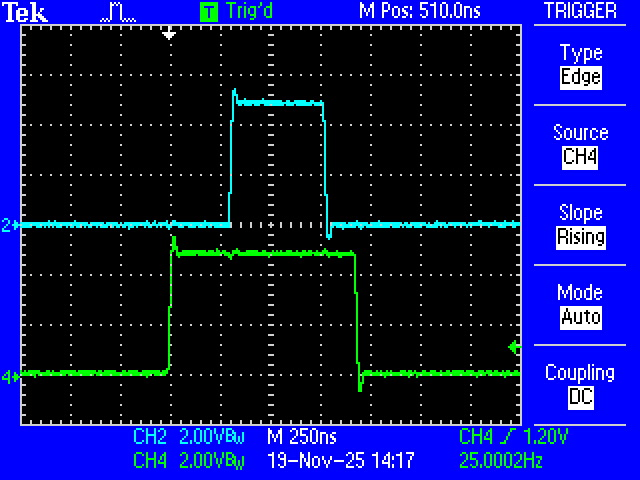 Tek T Trig'd M Pos: 510.0ns TRIGGER
Type
Edge
Source
CH4
Slope
Rising
Mode
Auto
Coupling
DC
2
4
CH2 2.00VBw M 250ns CH4 1.20V
CH4 2.00VBw 19-Nov-25 14:17 25.0002Hz